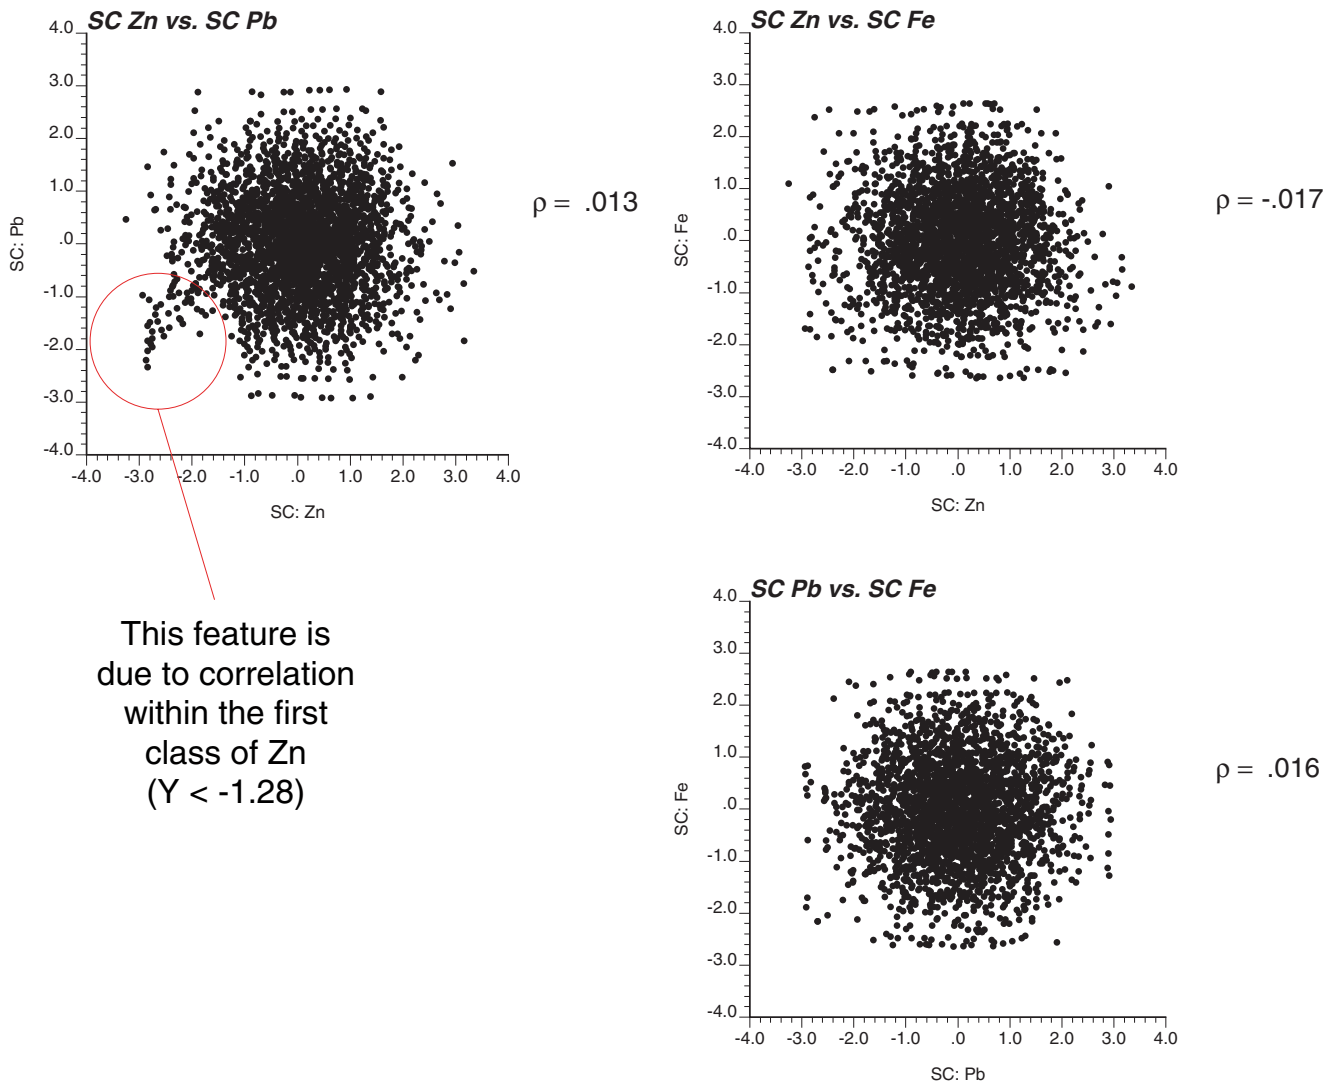 SC Zn vs. SC Pb
4.0
3.0
2.0
1.0
.0
-1.0
-2.0
-3.0
-4.0
SC: Pb
-4.0 -3.0 -2.0 -1.0 .0 1.0 2.0 3.0 4.0
SC: Zn
ρ = .013
SC Zn vs. SC Fe
4.0
3.0
2.0
1.0
.0
-1.0
-2.0
-3.0
-4.0
SC: Fe
-4.0 -3.0 -2.0 -1.0 .0 1.0 2.0 3.0 4.0
SC: Zn
ρ = -.017
This feature is
due to correlation
within the first
class of Zn
(Y < -1.28)
SC Pb vs. SC Fe
4.0
3.0
2.0
1.0
.0
-1.0
-2.0
-3.0
-4.0
SC: Fe
-4.0 -3.0 -2.0 -1.0 .0 1.0 2.0 3.0 4.0
SC: Pb
ρ = .016